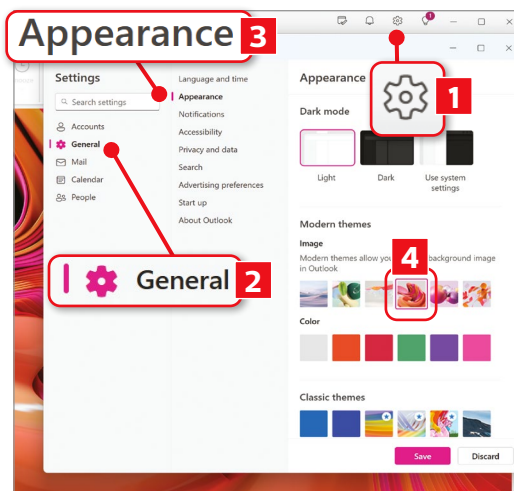 Appearance 3
Settings
Search settings
Accounts
General
Mail
Calendar
People
Language and time
Appearance
Notifications
Accessibility
Privacy and data
Search
Advertising preferences
Start up
About Outlook
General 2
Appearance
1
Dark mode
Light
Dark
Use system
settings
Modern themes
Image
Modern themes allow you
background image
in Outlook
4
Color
Classic themes
Save
Discard